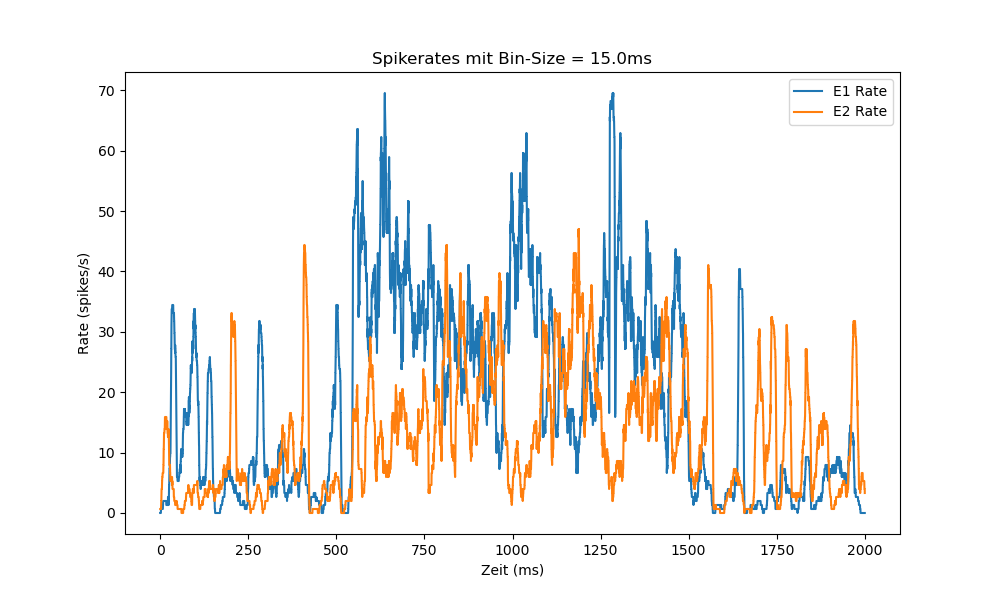 Spikerates mit Bin-Size = 15.0ms
E1 Rate
E2 Rate
Rate (spikes/s)
70
60
50
40
30
20
10
0
0 250 500 750 1000 1250 1500 1750 2000
Zeit (ms)